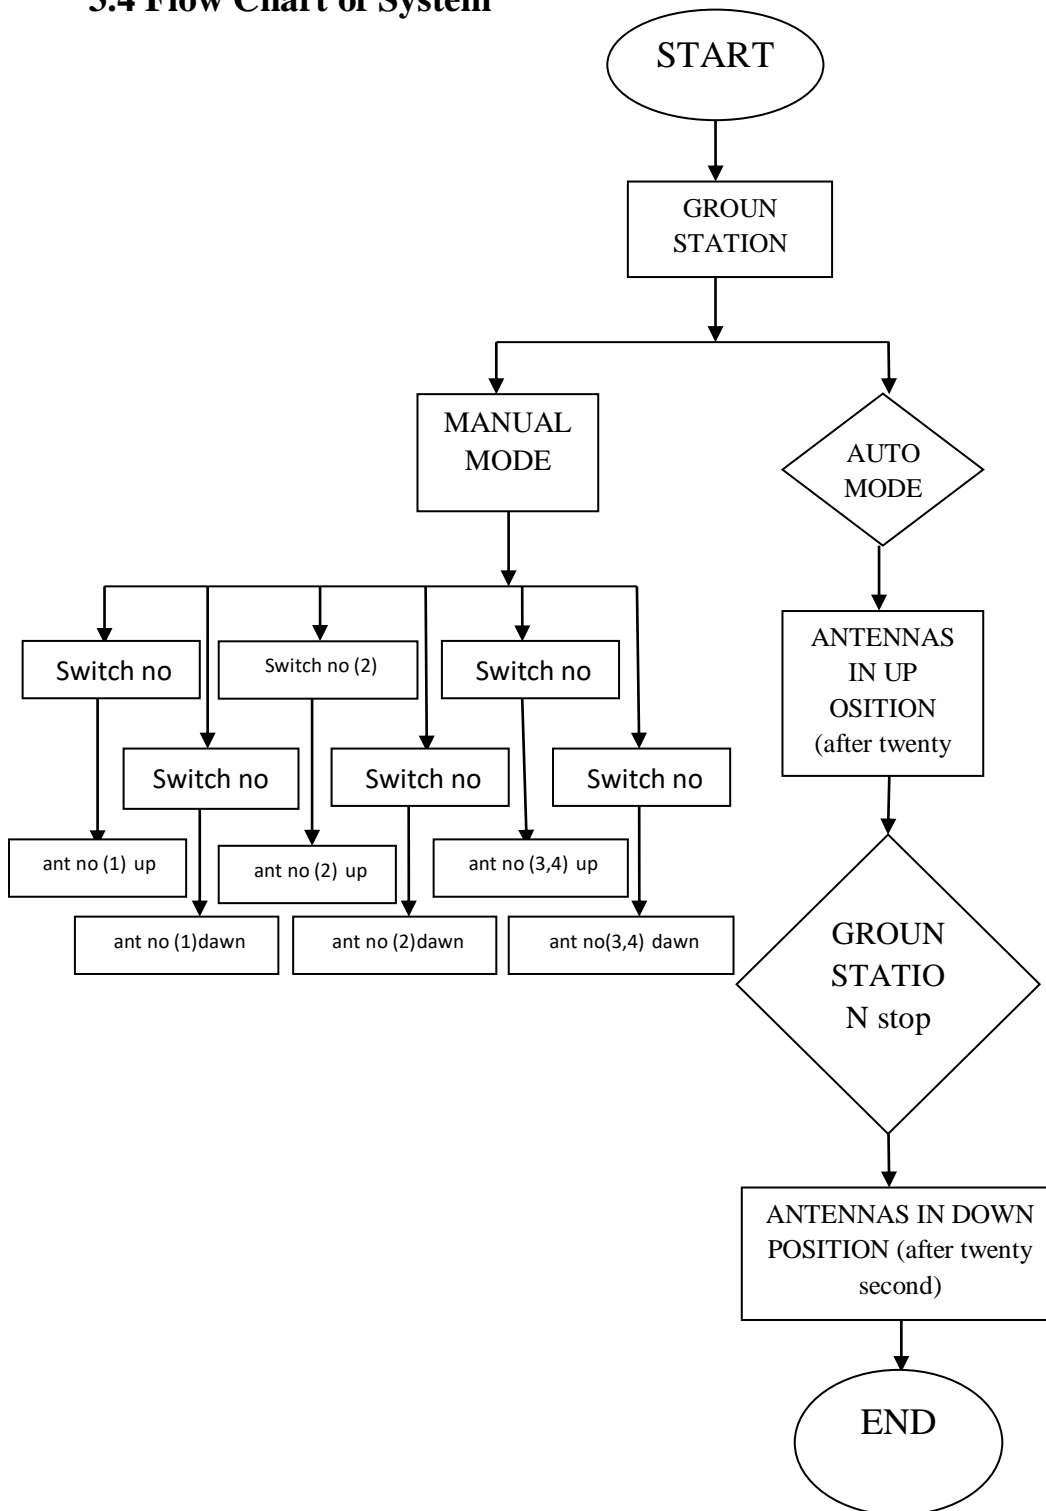 3.4 Flow Chart of System
START
GROUN
STATION
MANUAL
MODE
AUTO
MODE
Switch no
Switch no (2)
Switch no
ANTENNAS
IN UP
OSITION
(after twenty
Switch no
Switch no
Switch no
ant no (1) up
ant no (2) up
ant no (3,4) up
ant no (1)dawn
ant no (2)dawn
ant no(3,4) dawn
GROUN
STATIO
N stop
ANTENNAS IN DOWN
POSITION (after twenty
second)
END